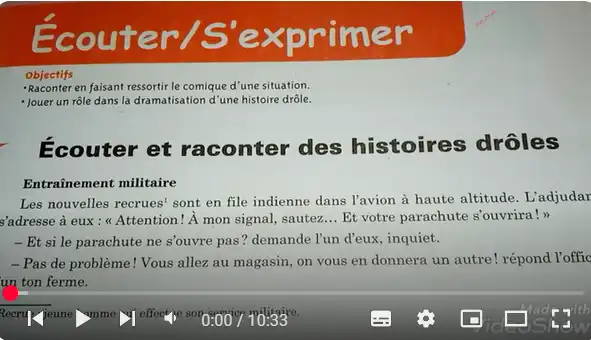 Écouter/S'exprimer
Objectifs
• Raconter en faisant ressortir le comique d'une situation.
• Jouer un rôle dans la dramatisation d'une histoire drôle.
Écouter et raconter des histoires drôles
Entraînement militaire
Les nouvelles recrues¹ sont en file indienne dans l'avion à haute altitude. L'adjudan
s'adresse à eux : « Attention ! À mon signal, sautez... Et votre parachute s'ouvrira ! »
– Et si le parachute ne s'ouvre pas ? demande l'un d'eux, inquiet.
– Pas de problème ! Vous allez au magasin, on vous en donnera un autre ! répond l'offic
un ton ferme.
Recrue jeune effectue son service militaire.
Made with
VideoShow
0:00 / 10:33